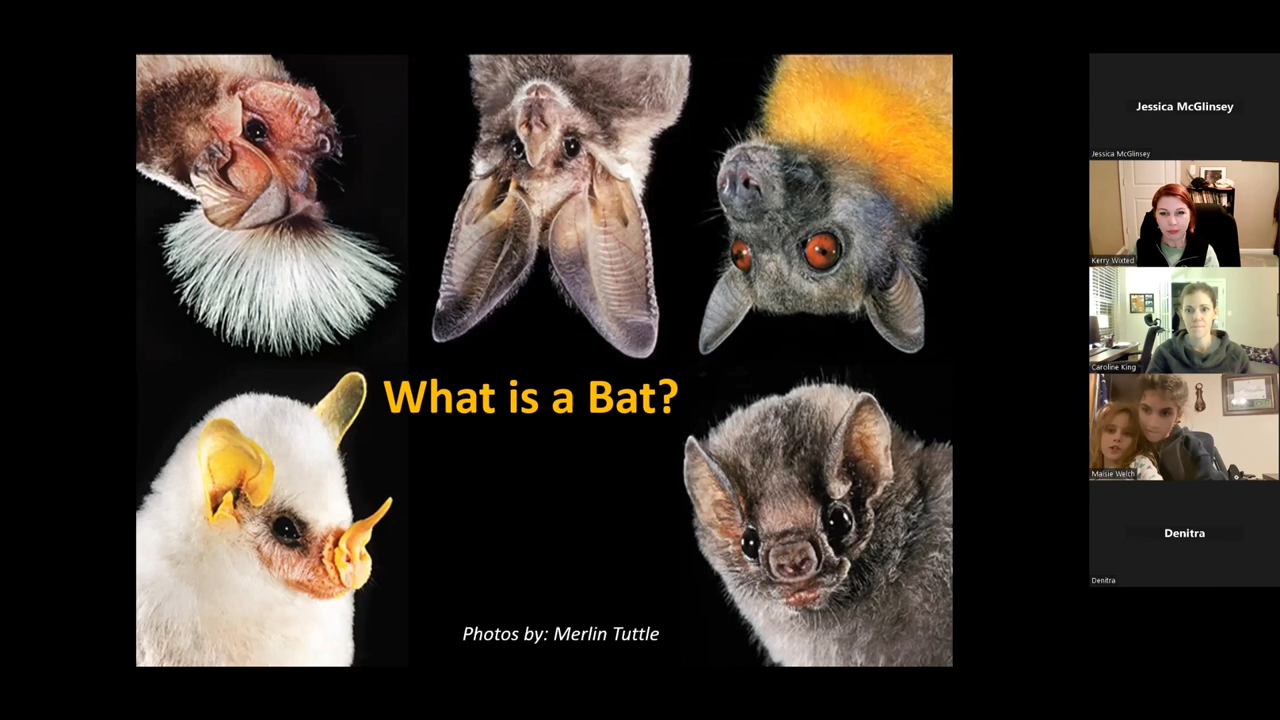 What is a Bat?
Photos by: Merlin Tuttle
Jessica McGlinsey
Jessica McGlinsey
Kerry Wixted
Caroline King
Maisie Welch
Denitra
Denitra